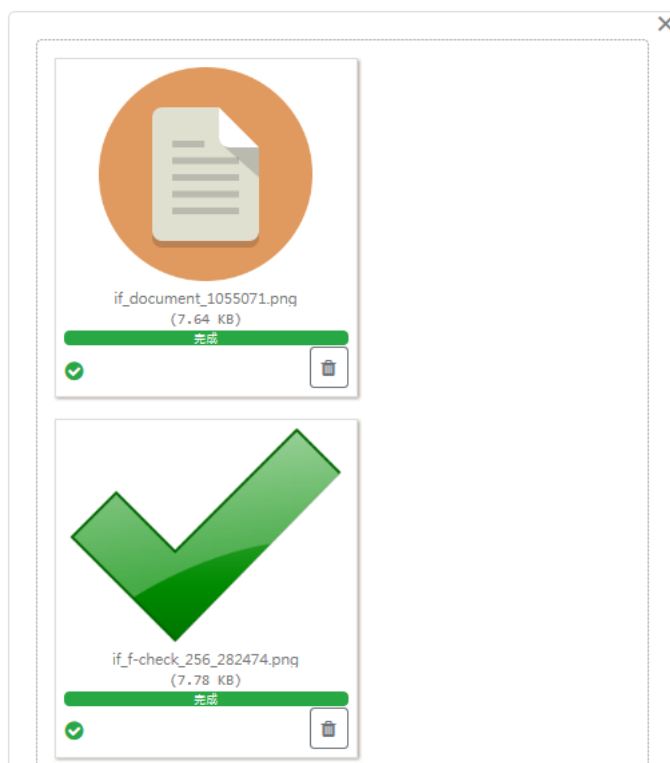 if_document_1055071.png
(7.64 KB)
完成
if_f-check_256_282474.png
(7.78 KB)
完成